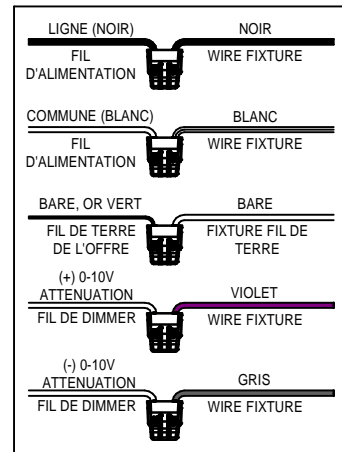 LIGNE (NOIR) NOIR
FIL WIRE FIXTURE
D'ALIMENTATION
COMMUNE (BLANC) BLANC
FIL WIRE FIXTURE
D'ALIMENTATION
BARE, OR VERT BARE
FIL DE TERRE FIXTURE FIL DE
DE L'OFFRE TERRE
(+) 0-10V
ATTENUATION VIOLET
FIL DE DIMMER WIRE FIXTURE
(-) 0-10V
ATTENUATION GRIS
FIL DE DIMMER WIRE FIXTURE